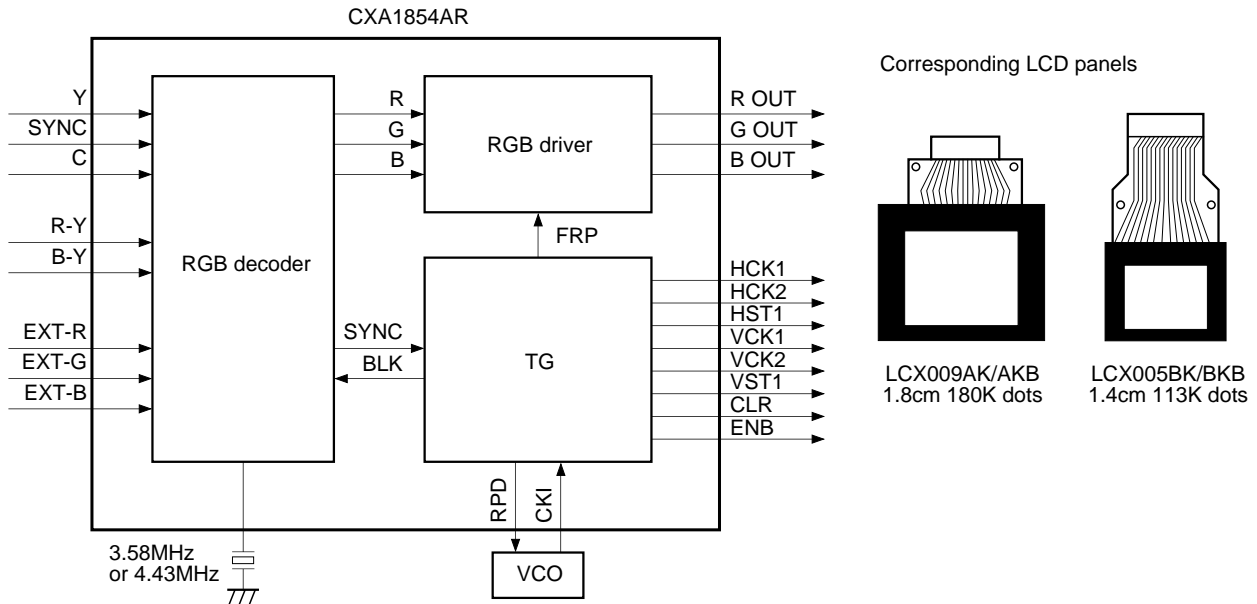 CXA1854AR
Y
SYNC
C
R-Y
B-Y
EXT-R
EXT-G
EXT-B
RGB decoder
R
G
B
RGB driver
R OUT
G OUT
B OUT
FRP
SYNC
BLK
TG
HCK1
HCK2
HST1
VCK1
VCK2
VST1
CLR
ENB
RPD
CKI
VCO
3.58MHz
or 4.43MHz
Corresponding LCD panels
LCX009AK/AKB
1.8cm 180K dots
LCX005BK/BKB
1.4cm 113K dots